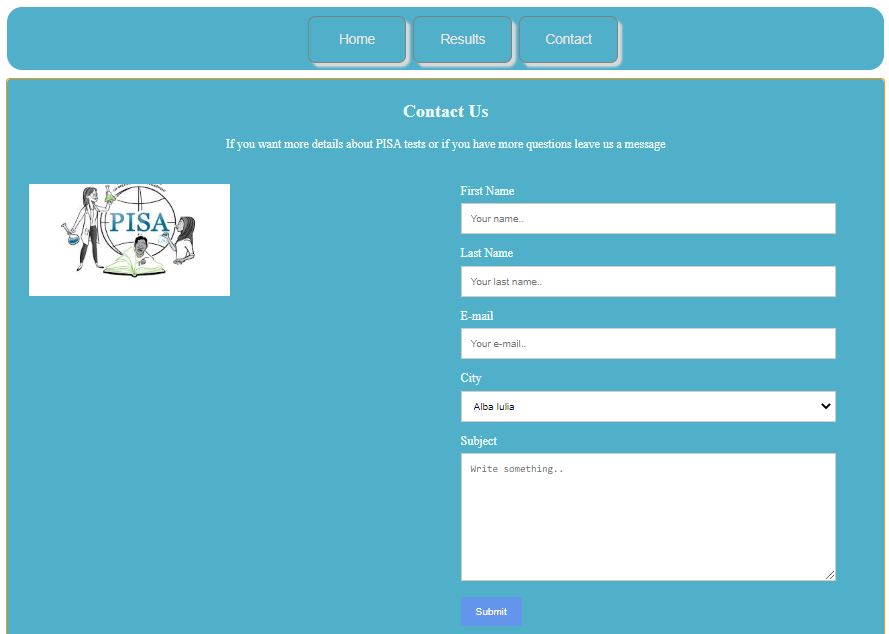 Home
Results
Contact
Contact Us
If you want more details about PISA tests or if you have more questions leave us a message
PISA
First Name
Your name..
Last Name
Your last name..
E-mail
Your e-mail..
City
Alba Iulia
Subject
Write something..
Submit